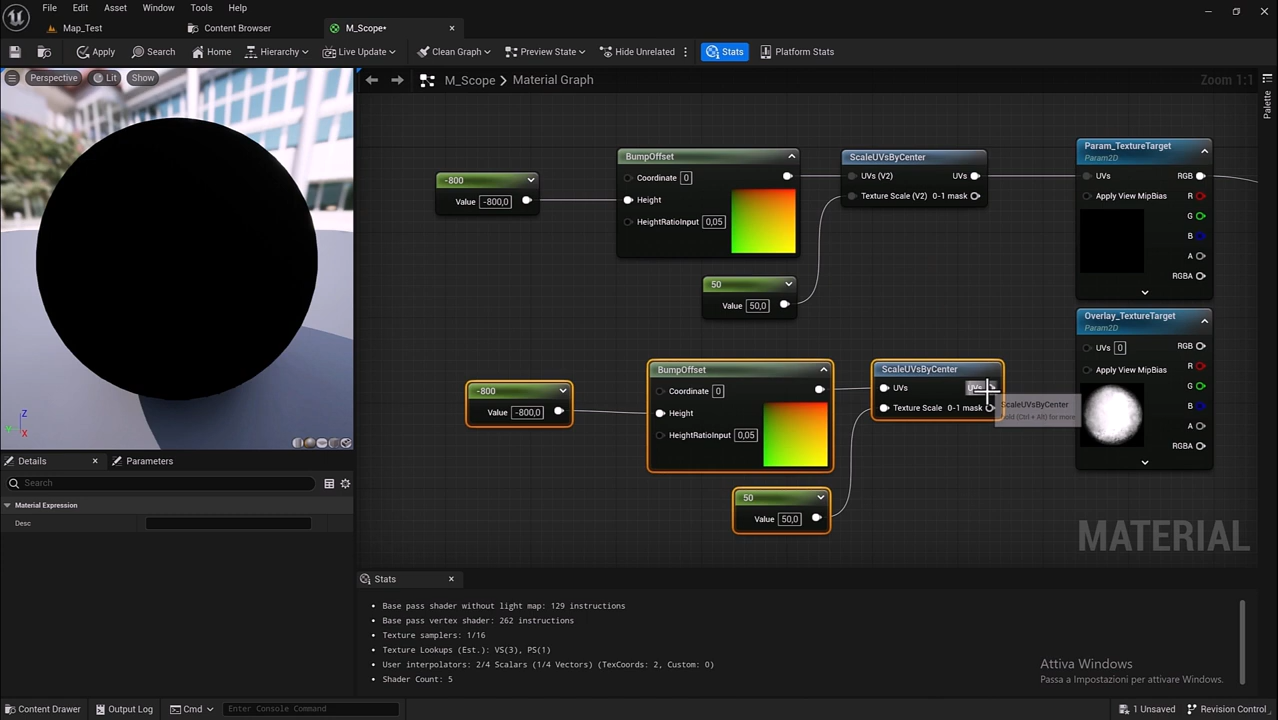 File Edit Asset Window Tools Help
Map_Test Content Browser M_Scope•
Apply Search Home Hierarchy Live Update Clean Graph Preview State Hide Unrelated Stats Platform Stats
Perspective Lit Show
M_Scope Material Graph Zoom 1:1
Palette
-800
Value -800,0
BumpOffset
Coordinate 0
Height
HeightRatioInput 0,05
ScaleUVsByCenter
UVs (V2) UVs
Texture Scale (V2) 0-1 mask
Param_TextureTarget
Param2D
UVs RGB
Apply View MipBias R
G
B
A
RGBA
50
Value 50,0
Overlay_TextureTarget
Param2D
UVs 0 RGB
Apply View MipBias R
G
B
A
RGBA
-800
Value -800,0
BumpOffset
Coordinate 0
Height
HeightRatioInput 0,05
ScaleUVsByCenter
UVs UVs
Texture Scale 0-1 mask
ScaleUVsByCenter
hold (Ctrl + Alt) for more
50
Value 50,0
MATERIAL
Z
Y
X
Details Parameters
Search
Material Expression
Desc
Stats
Base pass shader without light map: 129 instructions
Base pass vertex shader: 262 instructions
Texture samplers: 1/16
Texture Lookups (Est.): VS(3), PS(1)
User interpolators: 2/4 Scalars (1/4 Vectors) (TexCoords: 2, Custom: 0)
Shader Count: 5
Attiva Windows
Passa a Impostazioni per attivare Windows.
Content Drawer Output Log Cmd Enter Console Command 1 Unsaved Revision Control